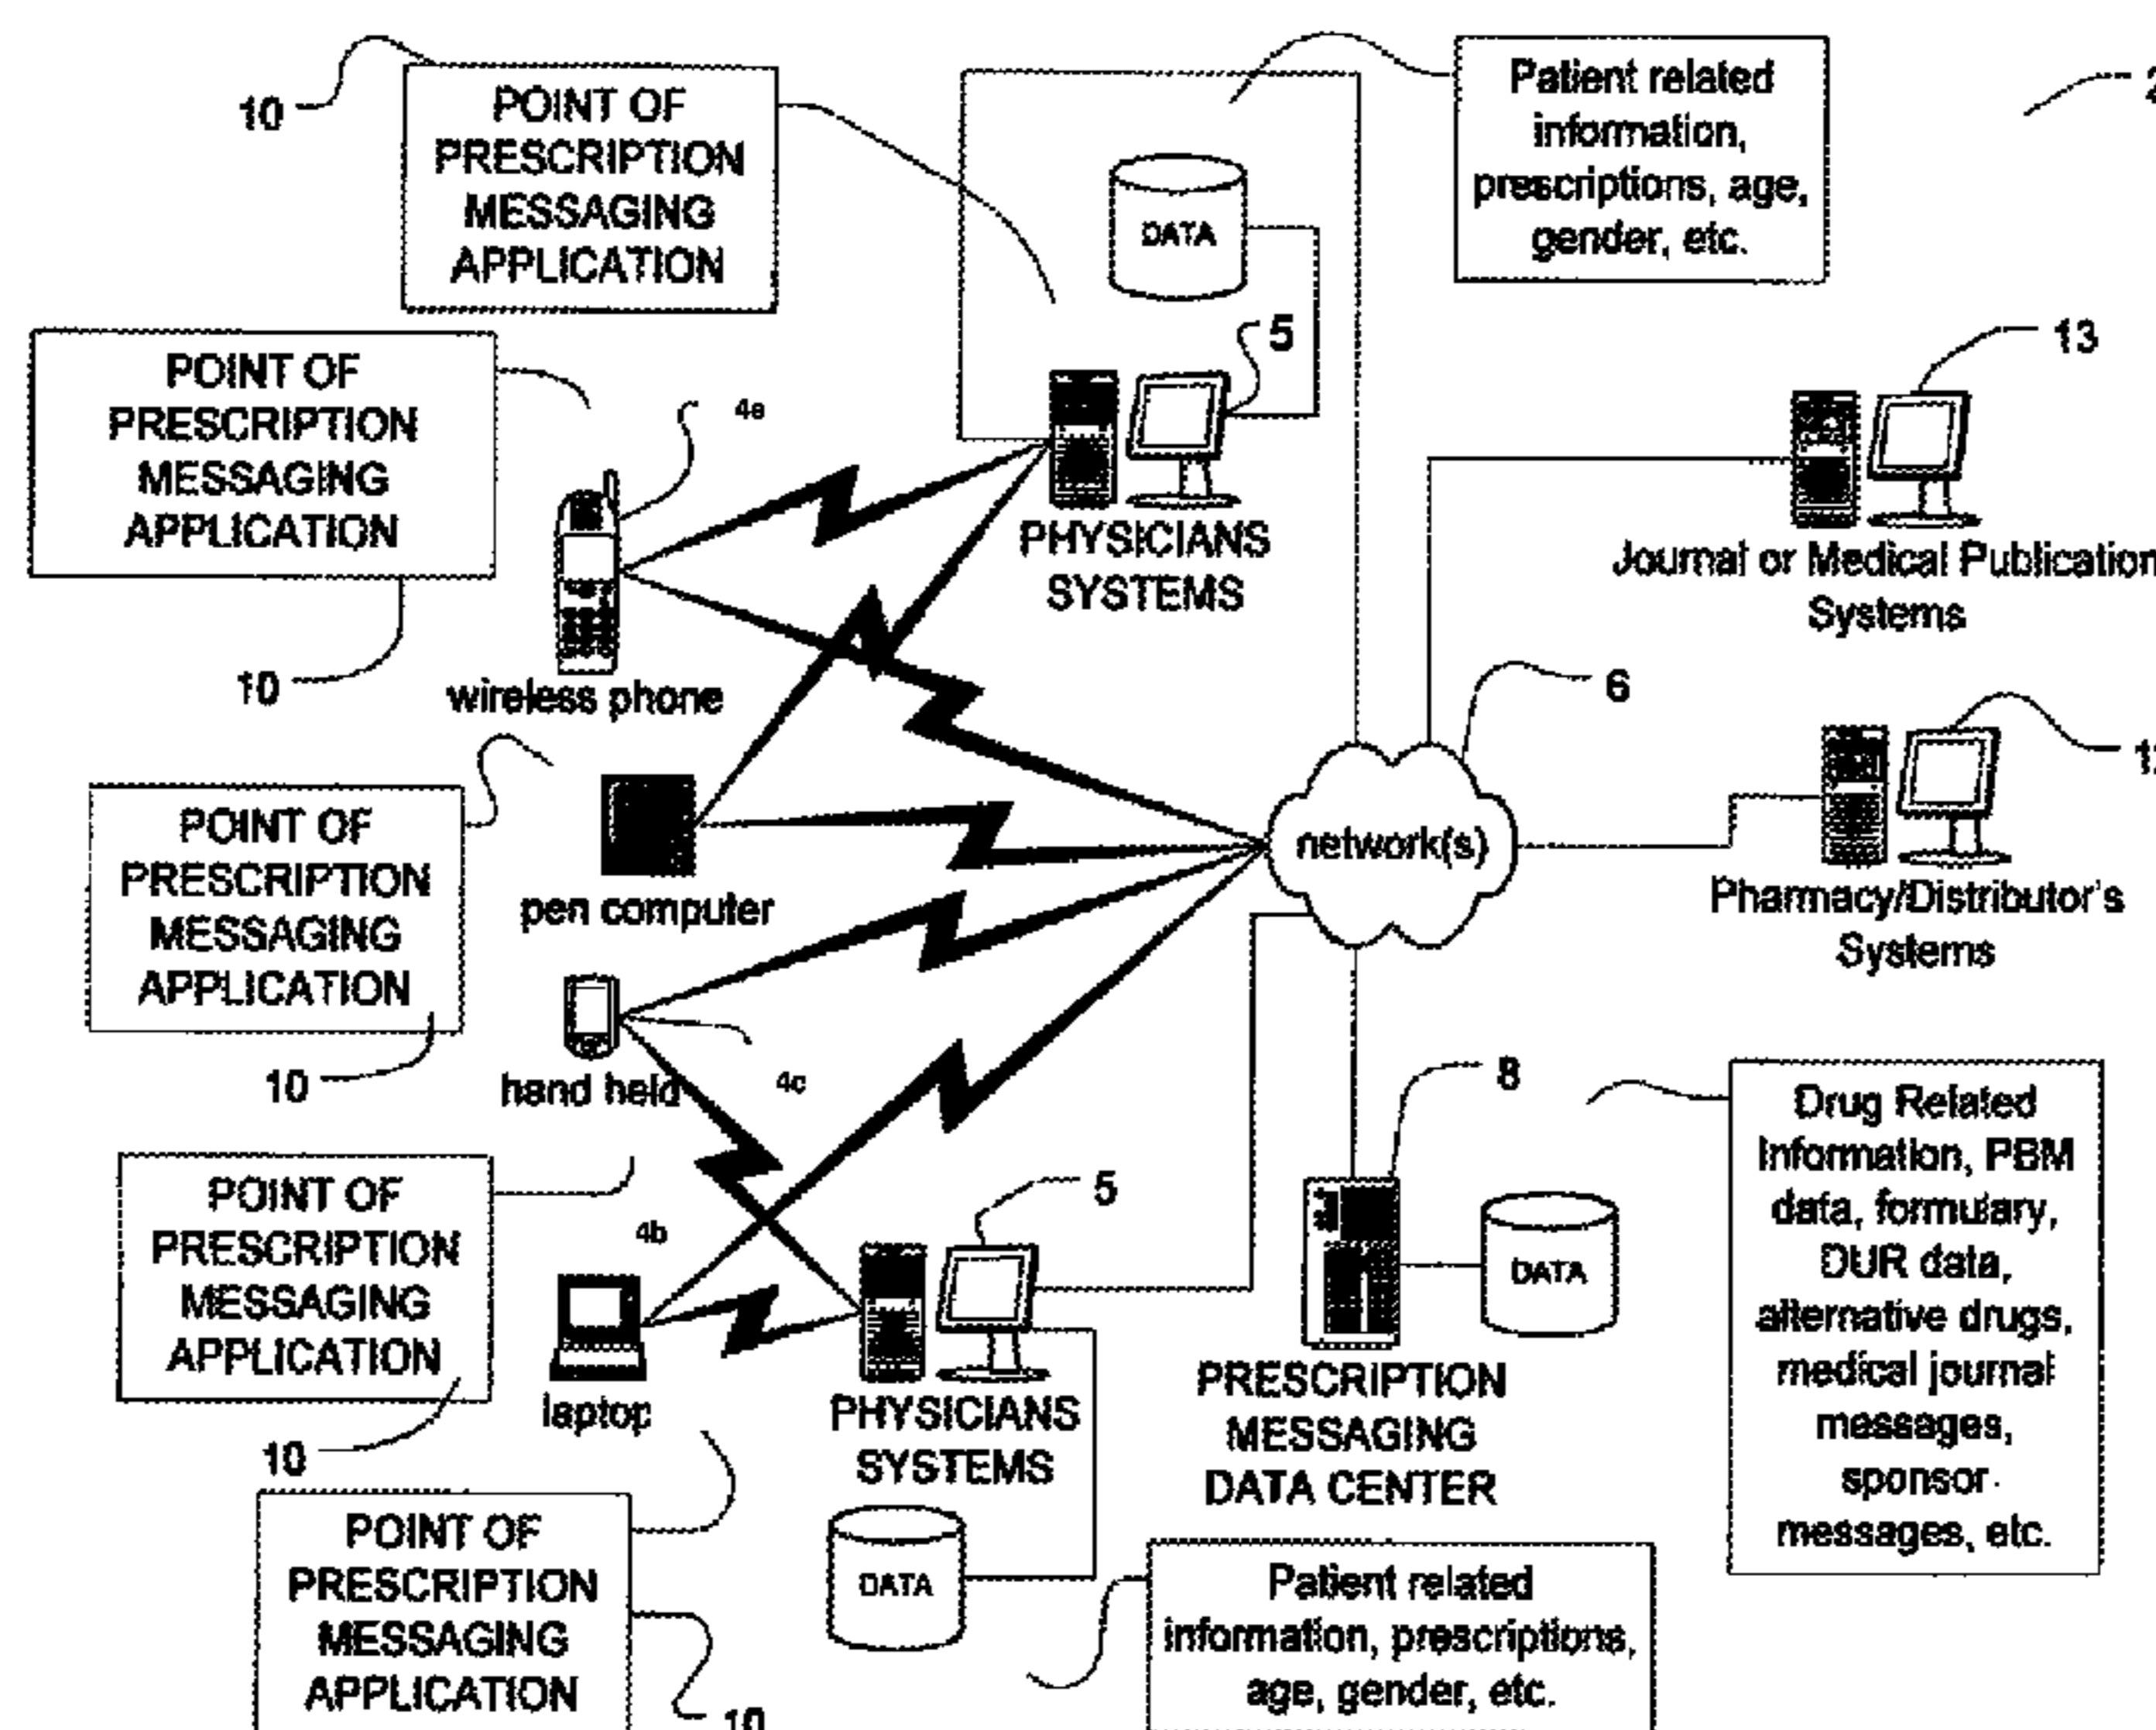 10
POINT OF
PRESCRIPTION
MESSAGING
APPLICATION
Patient related
information,
prescriptions, age,
gender, etc.
DATA
5
PHYSICIANS
SYSTEMS
13
Journal or Medical Publication
Systems
POINT OF
PRESCRIPTION
MESSAGING
APPLICATION
10
wireless phone
6
network(s)
Pharmacy/Distributor's
Systems
POINT OF
PRESCRIPTION
MESSAGING
APPLICATION
10
pen computer
hand held
4c
8
PRESCRIPTION
MESSAGING
DATA CENTER
DATA
Drug Related
Information, PBM
data, formulary,
DUR data,
alternative drugs,
medical journal
messages,
sponsor
messages, etc.
POINT OF
PRESCRIPTION
MESSAGING
APPLICATION
10
4b
laptop
5
PHYSICIANS
SYSTEMS
DATA
POINT OF
PRESCRIPTION
MESSAGING
APPLICATION
10
Patient related
information, prescriptions,
age, gender, etc.